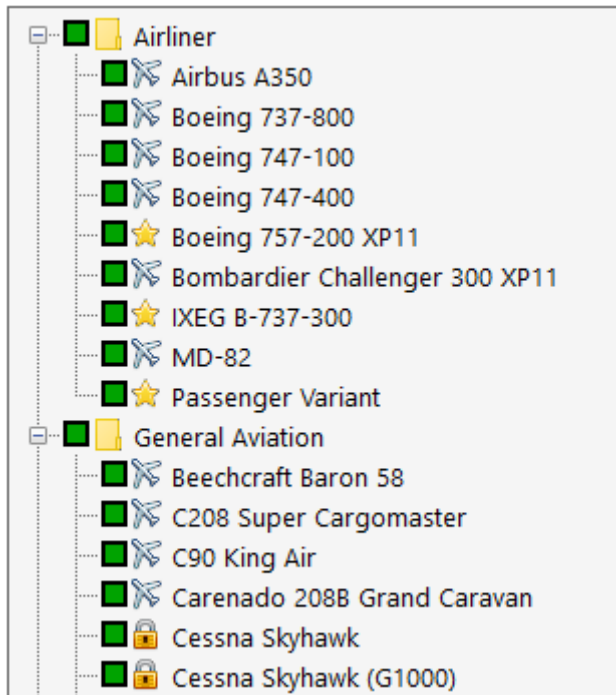 Airliner
Airbus A350
Boeing 737-800
Boeing 747-100
Boeing 747-400
Boeing 757-200 XP11
Bombardier Challenger 300 XP11
IXEG B-737-300
MD-82
Passenger Variant
General Aviation
Beechcraft Baron 58
C208 Super Cargomaster
C90 King Air
Carenado 208B Grand Caravan
Cessna Skyhawk
Cessna Skyhawk (G1000)